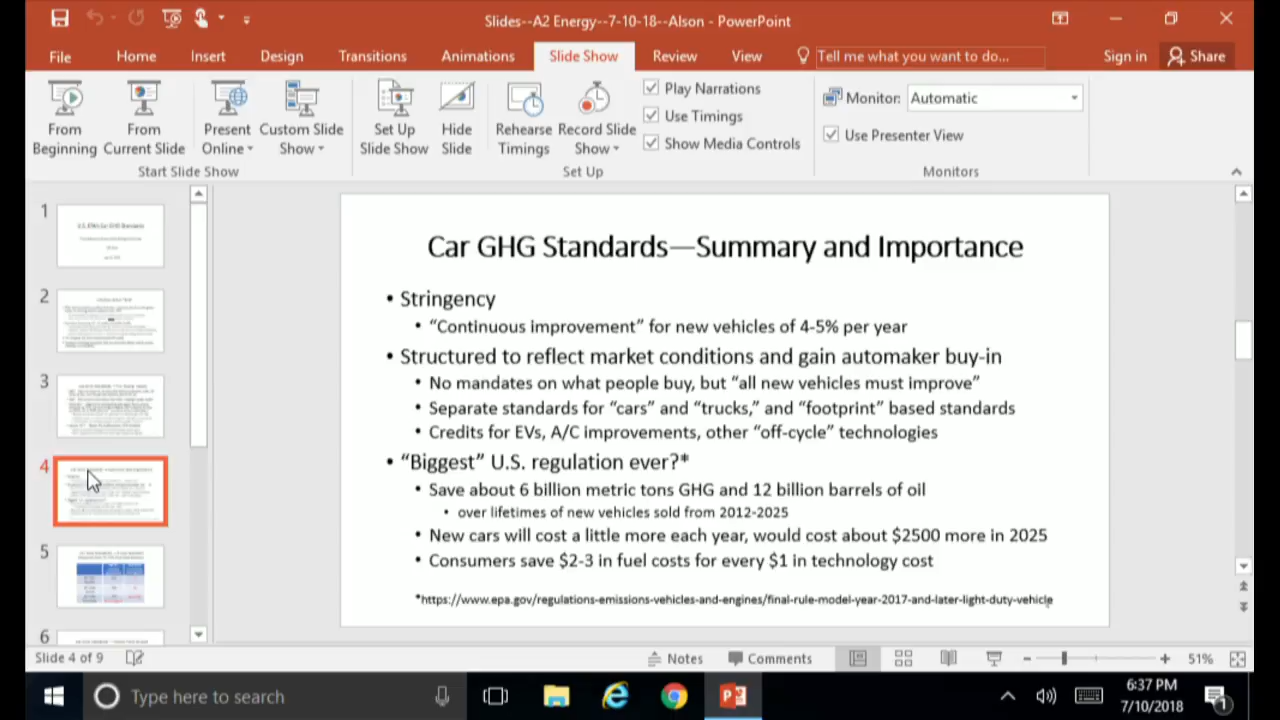 Slides--A2 Energy--7-10-18--Alson - PowerPoint
File Home Insert Design Transitions Animations Slide Show Review View Tell me what you want to do... Sign in Share
From Beginning
From Current Slide
Present Online
Custom Slide Show
Set Up Slide Show
Hide Slide
Rehearse Timings
Record Slide Show
Play Narrations
Use Timings
Show Media Controls
Monitor: Automatic
Use Presenter View
Start Slide Show
Set Up
Monitors
1
2
3
4
5
6
Car GHG Standards—Summary and Importance
• Stringency
• “Continuous improvement” for new vehicles of 4-5% per year
• Structured to reflect market conditions and gain automaker buy-in
• No mandates on what people buy, but “all new vehicles must improve”
• Separate standards for “cars” and “trucks,” and “footprint” based standards
• Credits for EVs, A/C improvements, other “off-cycle” technologies
• “Biggest” U.S. regulation ever?*
• Save about 6 billion metric tons GHG and 12 billion barrels of oil
• over lifetimes of new vehicles sold from 2012-2025
• New cars will cost a little more each year, would cost about $2500 more in 2025
• Consumers save $2-3 in fuel costs for every $1 in technology cost
*https://www.epa.gov/regulations-emissions-vehicles-and-engines/final-rule-model-year-2017-and-later-light-duty-vehicle
Slide 4 of 9
Notes
Comments
51%
Type here to search
6:37 PM
7/10/2018
1